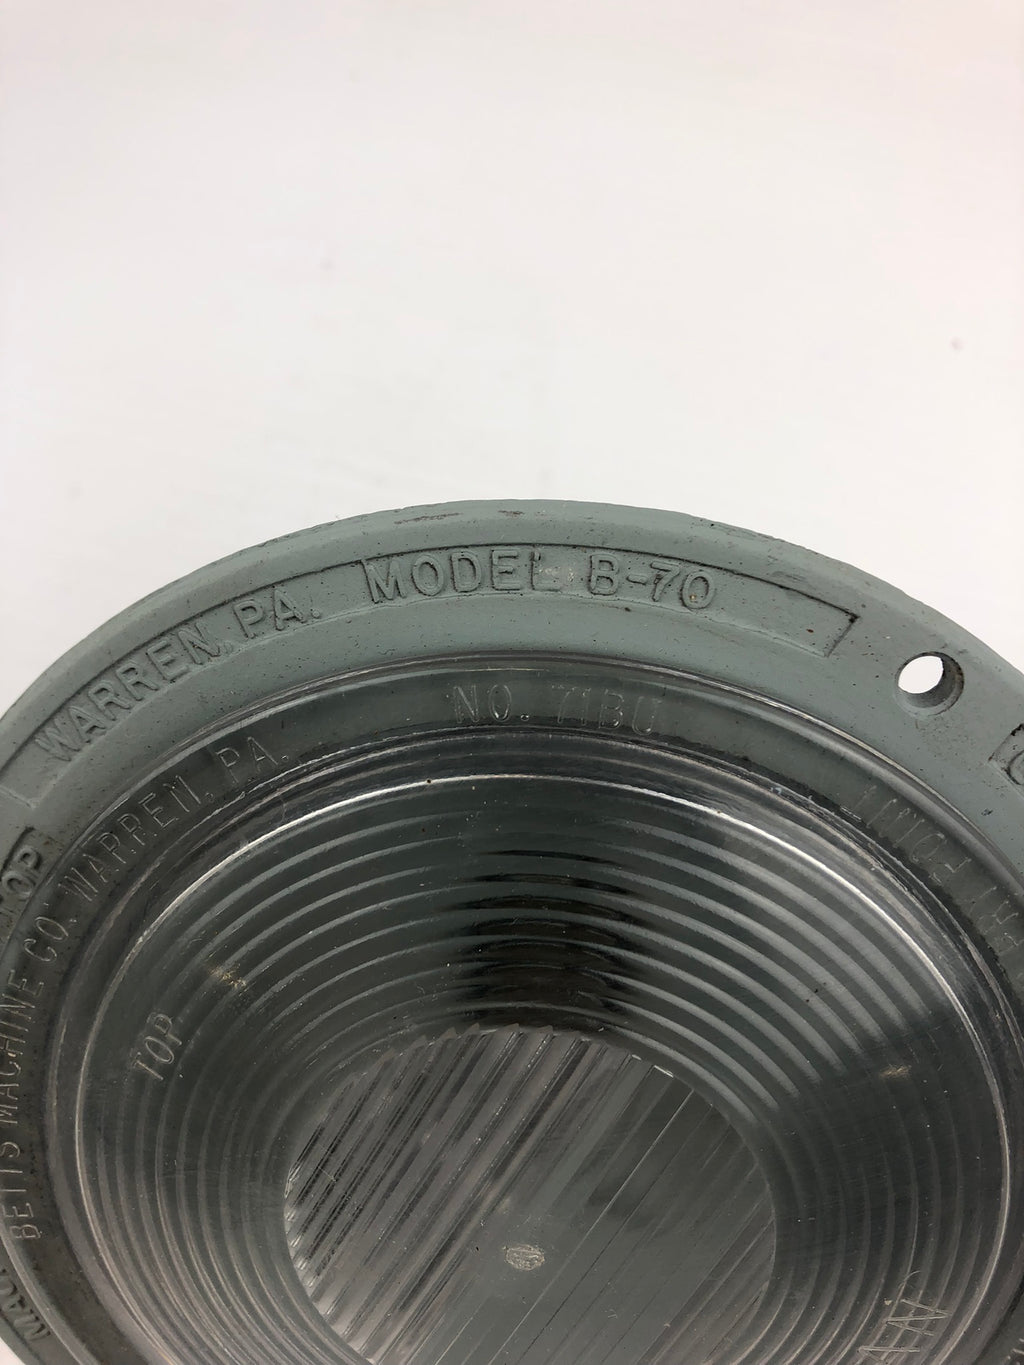 WARREN, PA. MODEL B-70
TOP
BETTS MACHINE CO. WARREN, PA. NO. 71BU
TOP